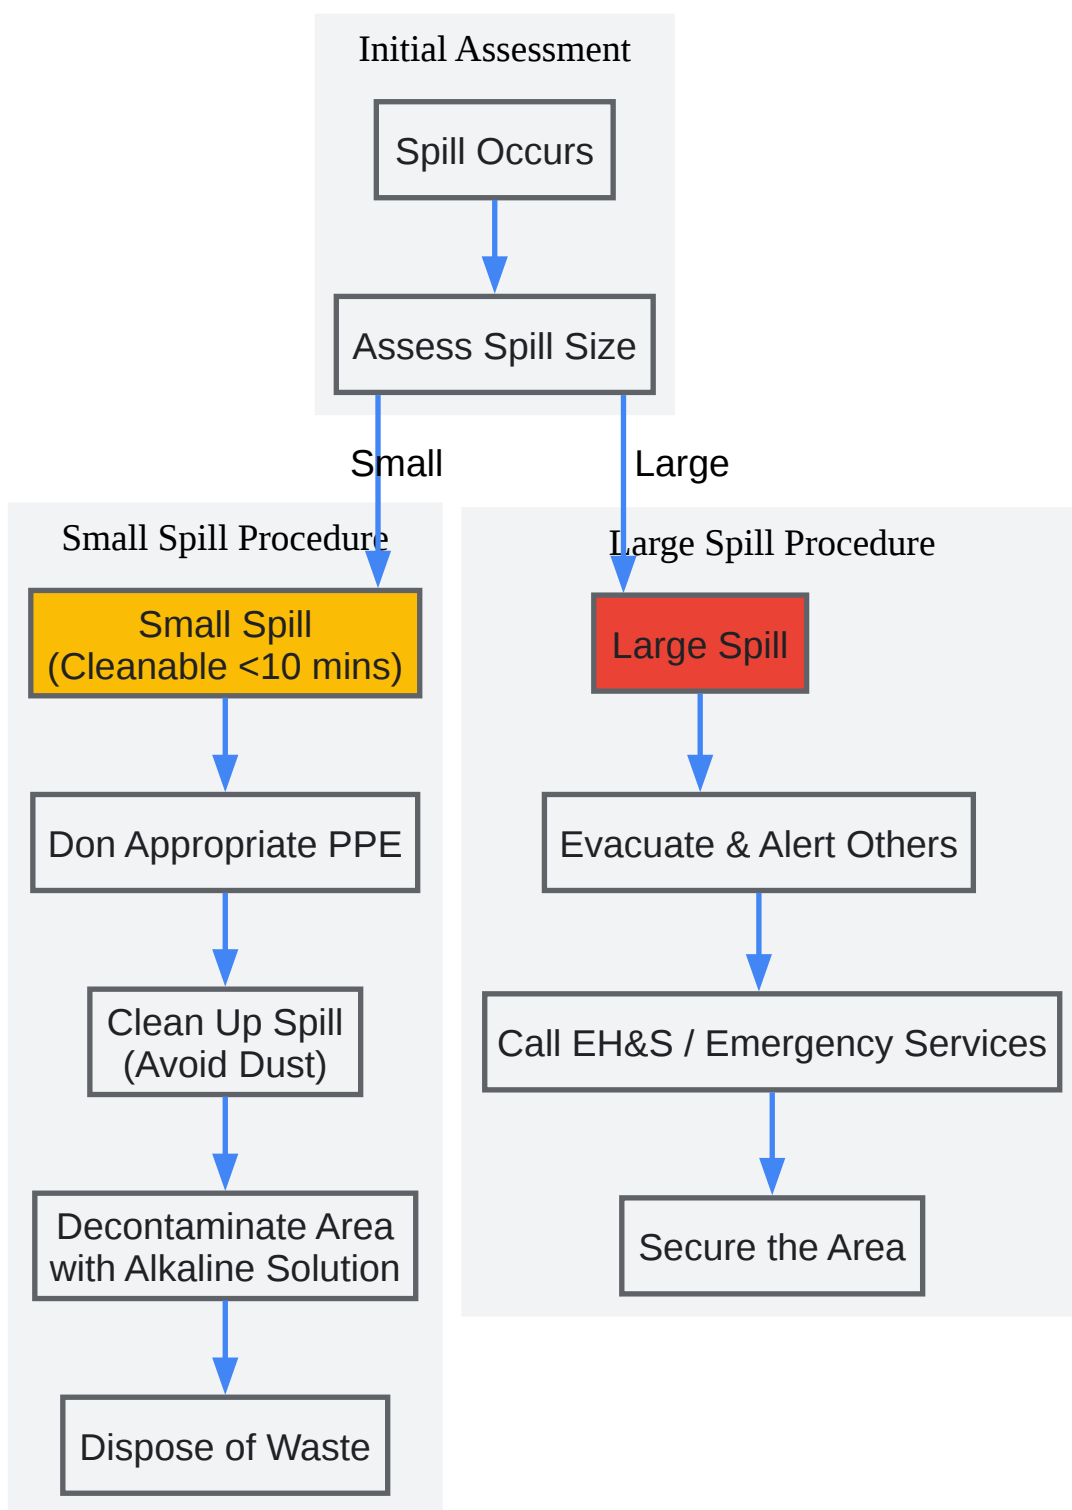 Initial Assessment
Spill Occurs
Assess Spill Size
Small
Large
Small Spill Procedure
Small Spill
(Cleanable <10 mins)
Don Appropriate PPE
Clean Up Spill
(Avoid Dust)
Decontaminate Area
with Alkaline Solution
Dispose of Waste
Large Spill Procedure
Large Spill
Evacuate & Alert Others
Call EH&S / Emergency Services
Secure the Area